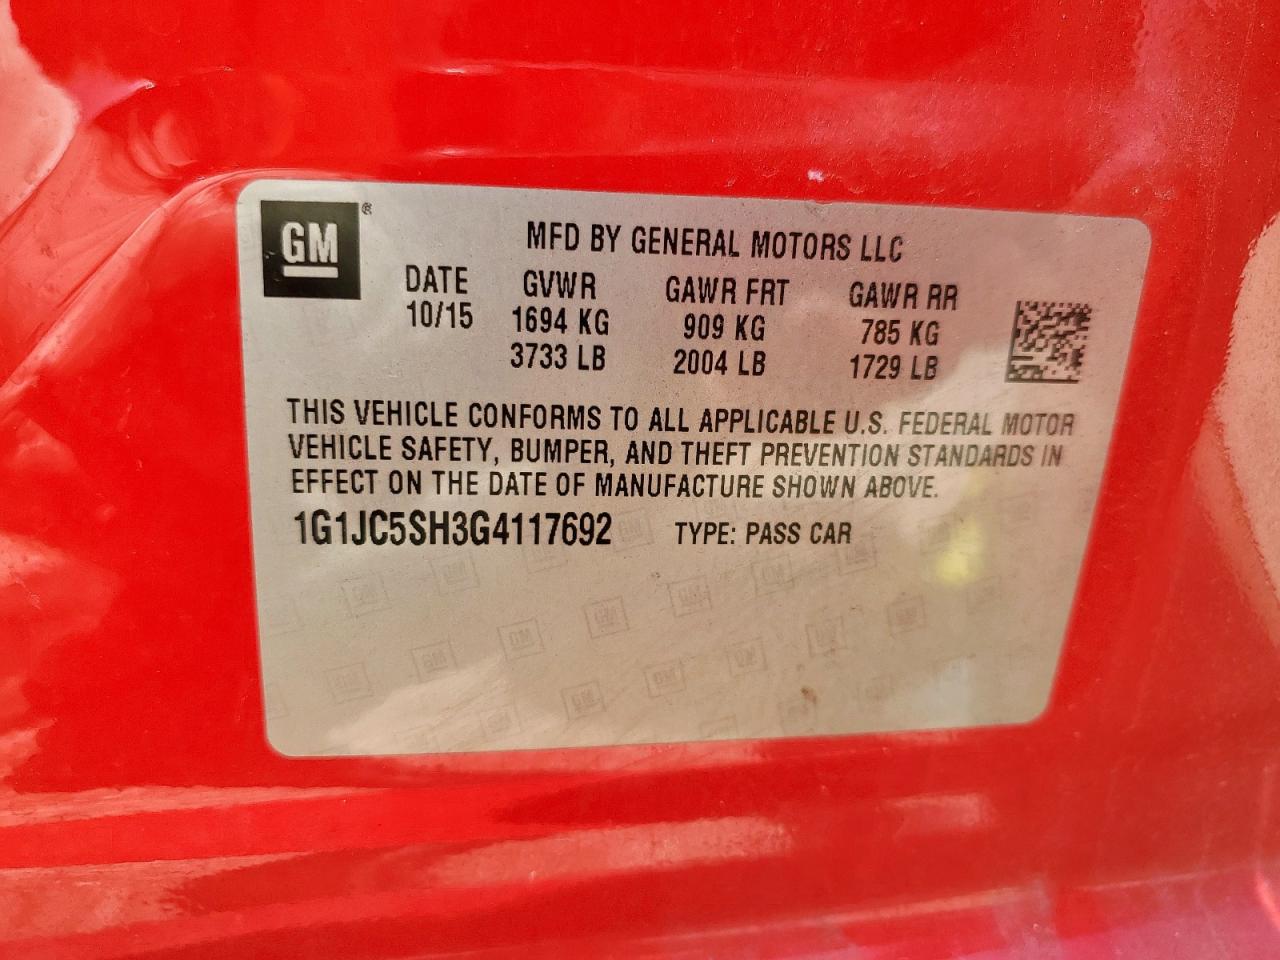 GM ®
MFD BY GENERAL MOTORS LLC
DATE GVWR GAWR FRT GAWR RR
10/15 1694 KG 909 KG 785 KG
3733 LB 2004 LB 1729 LB
THIS VEHICLE CONFORMS TO ALL APPLICABLE U.S. FEDERAL MOTOR
VEHICLE SAFETY, BUMPER, AND THEFT PREVENTION STANDARDS IN
EFFECT ON THE DATE OF MANUFACTURE SHOWN ABOVE.
1G1JC5SH3G4117692 TYPE: PASS CAR